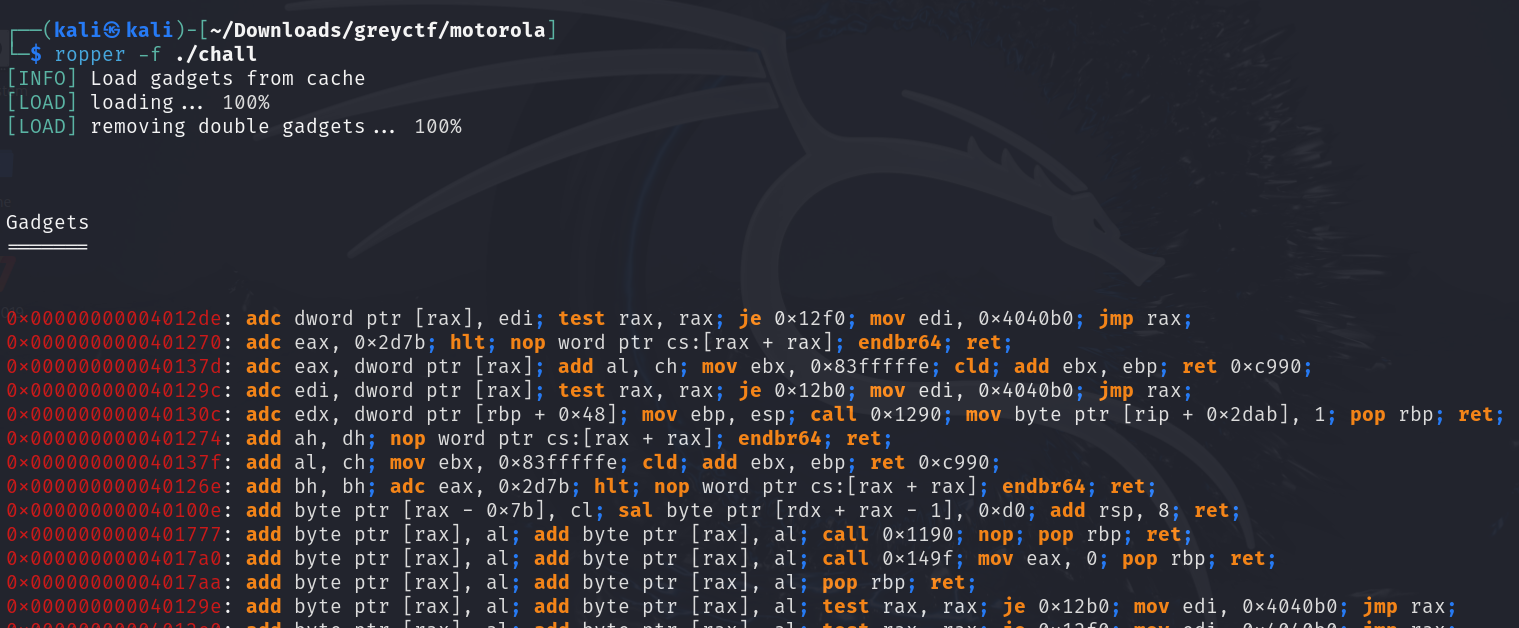 ┌──(kali㉿kali)-[~/Downloads/greyctf/motorola]
└─$ ropper -f ./chall
[INFO] Load gadgets from cache
[LOAD] loading... 100%
[LOAD] removing double gadgets... 100%
Gadgets
=======
0x00000000004012de: adc dword ptr [rax], edi; test rax, rax; je 0x12f0; mov edi, 0x4040b0; jmp rax;
0x0000000000401270: adc eax, 0x2d7b; hlt; nop word ptr cs:[rax + rax]; endbr64; ret;
0x000000000040137d: adc eax, dword ptr [rax]; add al, ch; mov ebx, 0x83fffffe; cld; add ebx, ebp; ret 0xc990;
0x000000000040129c: adc edi, dword ptr [rax]; test rax, rax; je 0x12b0; mov edi, 0x4040b0; jmp rax;
0x000000000040130c: adc edx, dword ptr [rbp + 0x48]; mov ebp, esp; call 0x1290; mov byte ptr [rip + 0x2dab], 1; pop rbp; ret;
0x0000000000401274: add ah, dh; nop word ptr cs:[rax + rax]; endbr64; ret;
0x000000000040137f: add al, ch; mov ebx, 0x83fffffe; cld; add ebx, ebp; ret 0xc990;
0x000000000040126e: add bh, bh; adc eax, 0x2d7b; hlt; nop word ptr cs:[rax + rax]; endbr64; ret;
0x000000000040100e: add byte ptr [rax - 0x7b], cl; sal byte ptr [rdx + rax - 1], 0xd0; add rsp, 8; ret;
0x0000000000401777: add byte ptr [rax], al; add byte ptr [rax], al; call 0x1190; nop; pop rbp; ret;
0x00000000004017a0: add byte ptr [rax], al; add byte ptr [rax], al; call 0x149f; mov eax, 0; pop rbp; ret;
0x00000000004017aa: add byte ptr [rax], al; add byte ptr [rax], al; pop rbp; ret;
0x000000000040129e: add byte ptr [rax], al; add byte ptr [rax], al; test rax, rax; je 0x12b0; mov edi, 0x4040b0; jmp rax;